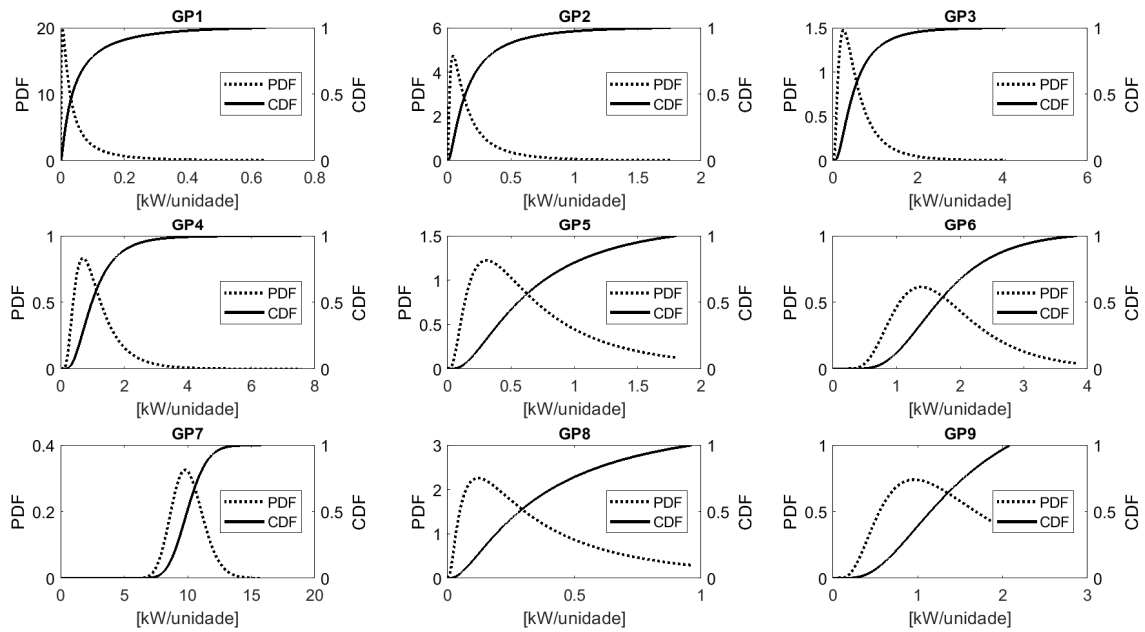 GP1
20
10
0
PDF
1
0.5
0
CDF
PDF
CDF
0 0.2 0.4 0.6 0.8
[kW/unidade]
GP2
6
4
2
0
PDF
1
0.5
0
CDF
PDF
CDF
0 0.5 1 1.5 2
[kW/unidade]
GP3
1.5
1
0.5
0
PDF
1
0.5
0
CDF
PDF
CDF
0 2 4 6
[kW/unidade]
GP4
1
0.5
0
PDF
1
0.5
0
CDF
PDF
CDF
0 2 4 6 8
[kW/unidade]
GP5
1.5
1
0.5
0
PDF
1
0.5
0
CDF
PDF
CDF
0 0.5 1 1.5 2
[kW/unidade]
GP6
1
0.5
0
PDF
1
0.5
0
CDF
PDF
CDF
0 1 2 3 4
[kW/unidade]
GP7
0.4
0.2
0
PDF
1
0.5
0
CDF
PDF
CDF
0 5 10 15 20
[kW/unidade]
GP8
3
2
1
0
PDF
1
0.5
0
CDF
PDF
CDF
0 0.5 1
[kW/unidade]
GP9
1
0.5
0
PDF
1
0.5
0
CDF
PDF
CDF
0 1 2 3
[kW/unidade]